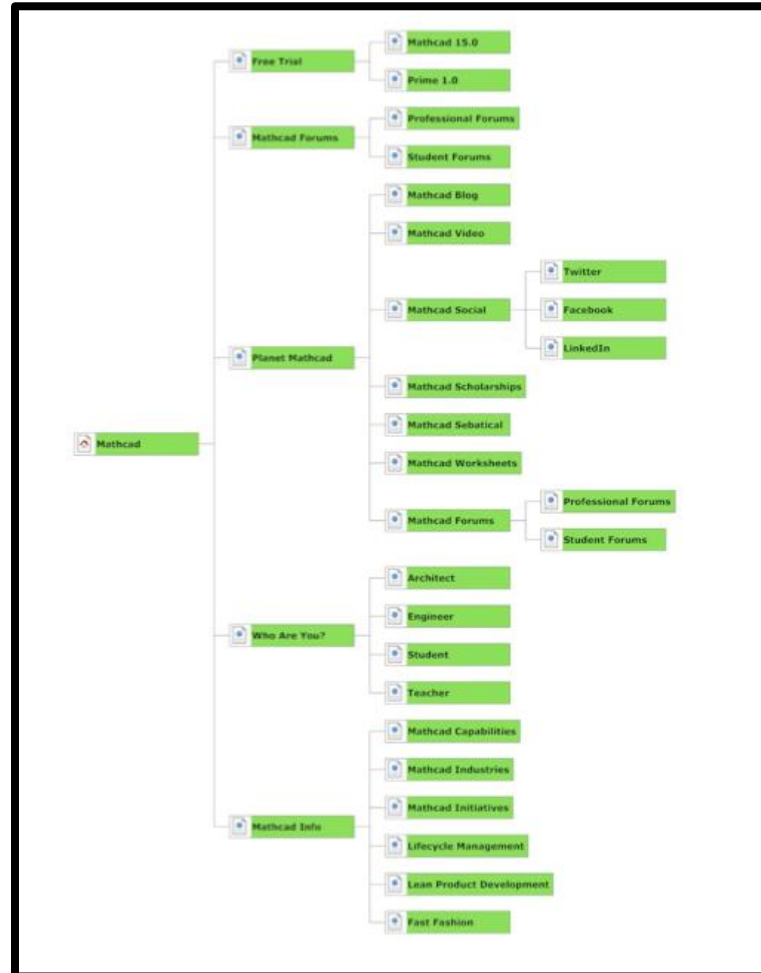 Mathcad 15.0
Free Trial
Prime 1.0
Professional Forums
Mathcad Forums
Student Forums
Mathcad Blog
Mathcad Video
Twitter
Mathcad Social
Facebook
LinkedIn
Planet Mathcad
Mathcad Scholarships
Mathcad Sebatical
Mathcad
Mathcad Worksheets
Professional Forums
Mathcad Forums
Student Forums
Architect
Engineer
Who Are You?
Student
Teacher
Mathcad Capabilities
Mathcad Industries
Mathcad Initiatives
Mathcad Info
Lifecycle Management
Lean Product Development
Fast Fashion